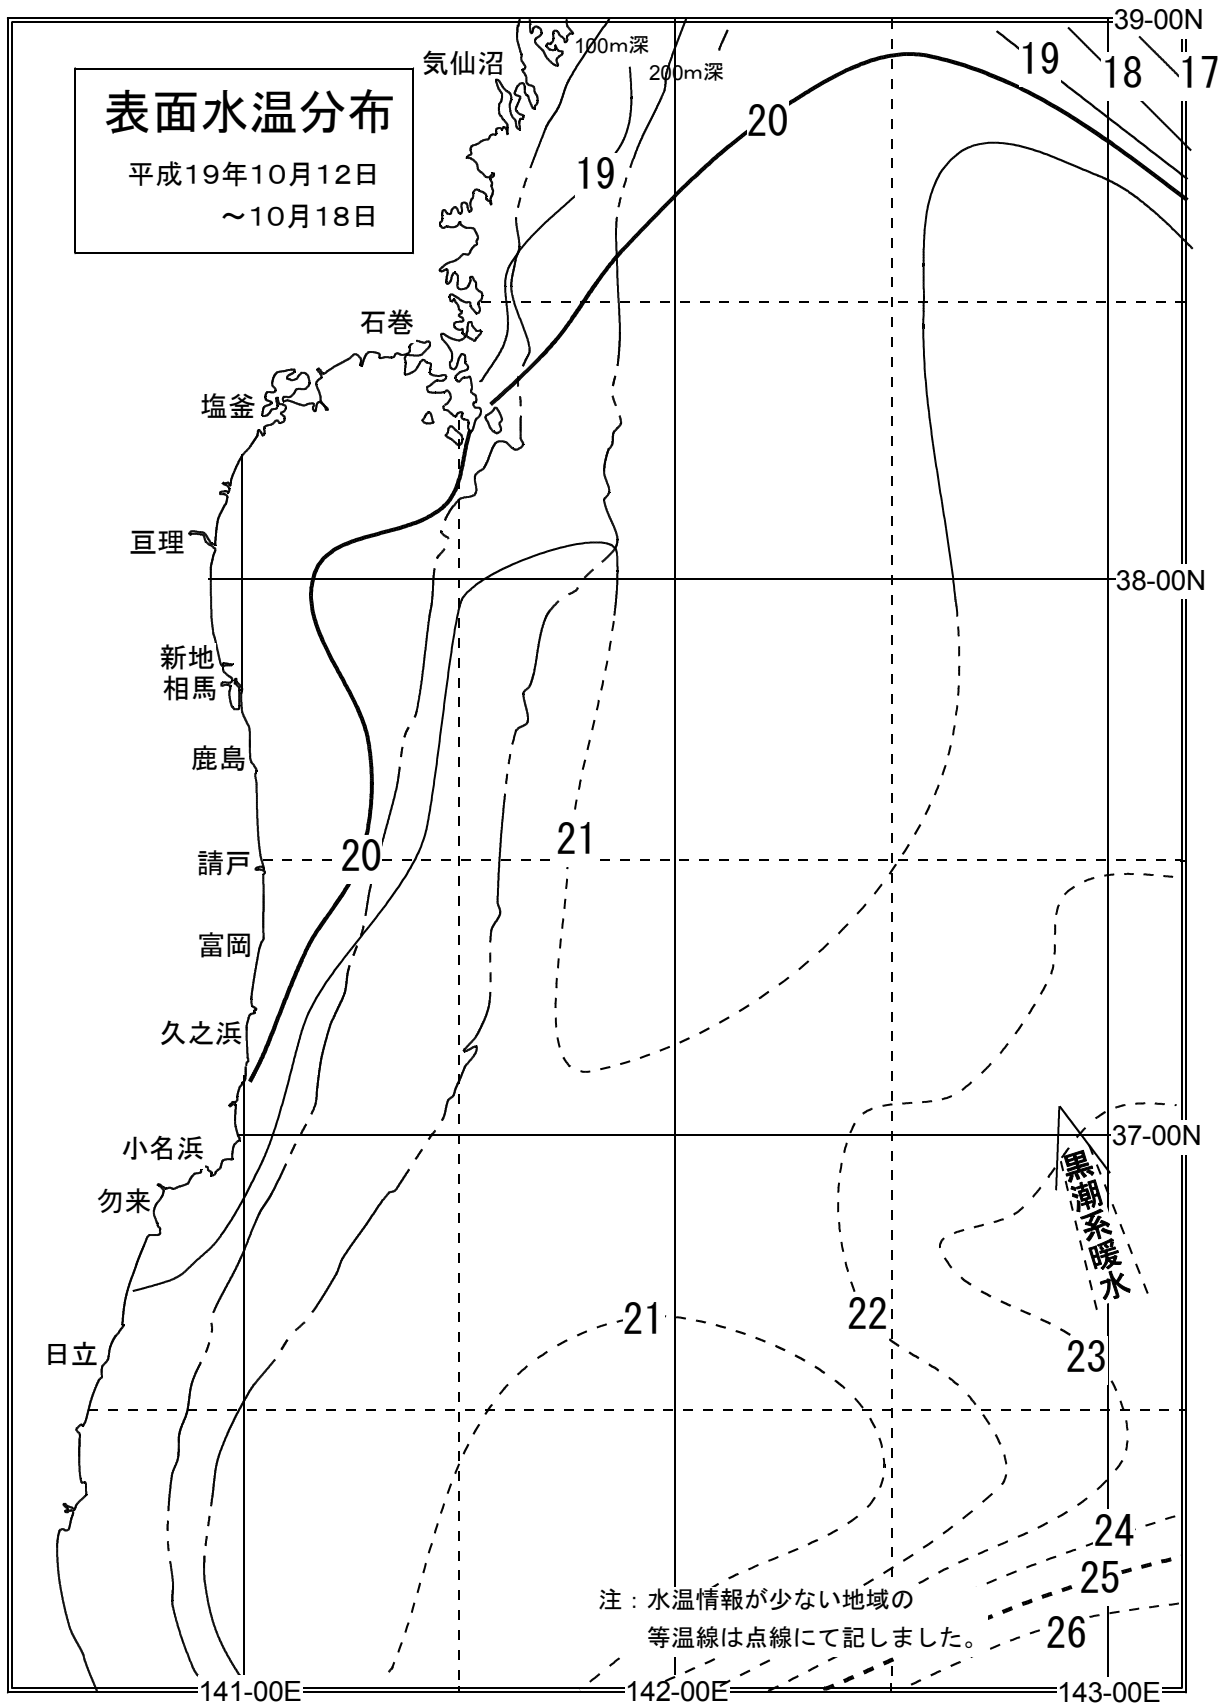 39-00N
100m深
気仙沼
200m深
19
18
17
表面水温分布
20
平成19年10月12日
19
～10月18日
石巻
塩釜
亘理
38-00N
新地
相馬
鹿島
21
20
請戸
富岡
久之浜
37-00N
小名浜
黒潮系暖水
勿来
22
21
日立
23
24
25
注：水温情報が少ない地域の
等温線は点線にて記しました。
26
141-00E
142-00E
143-00E